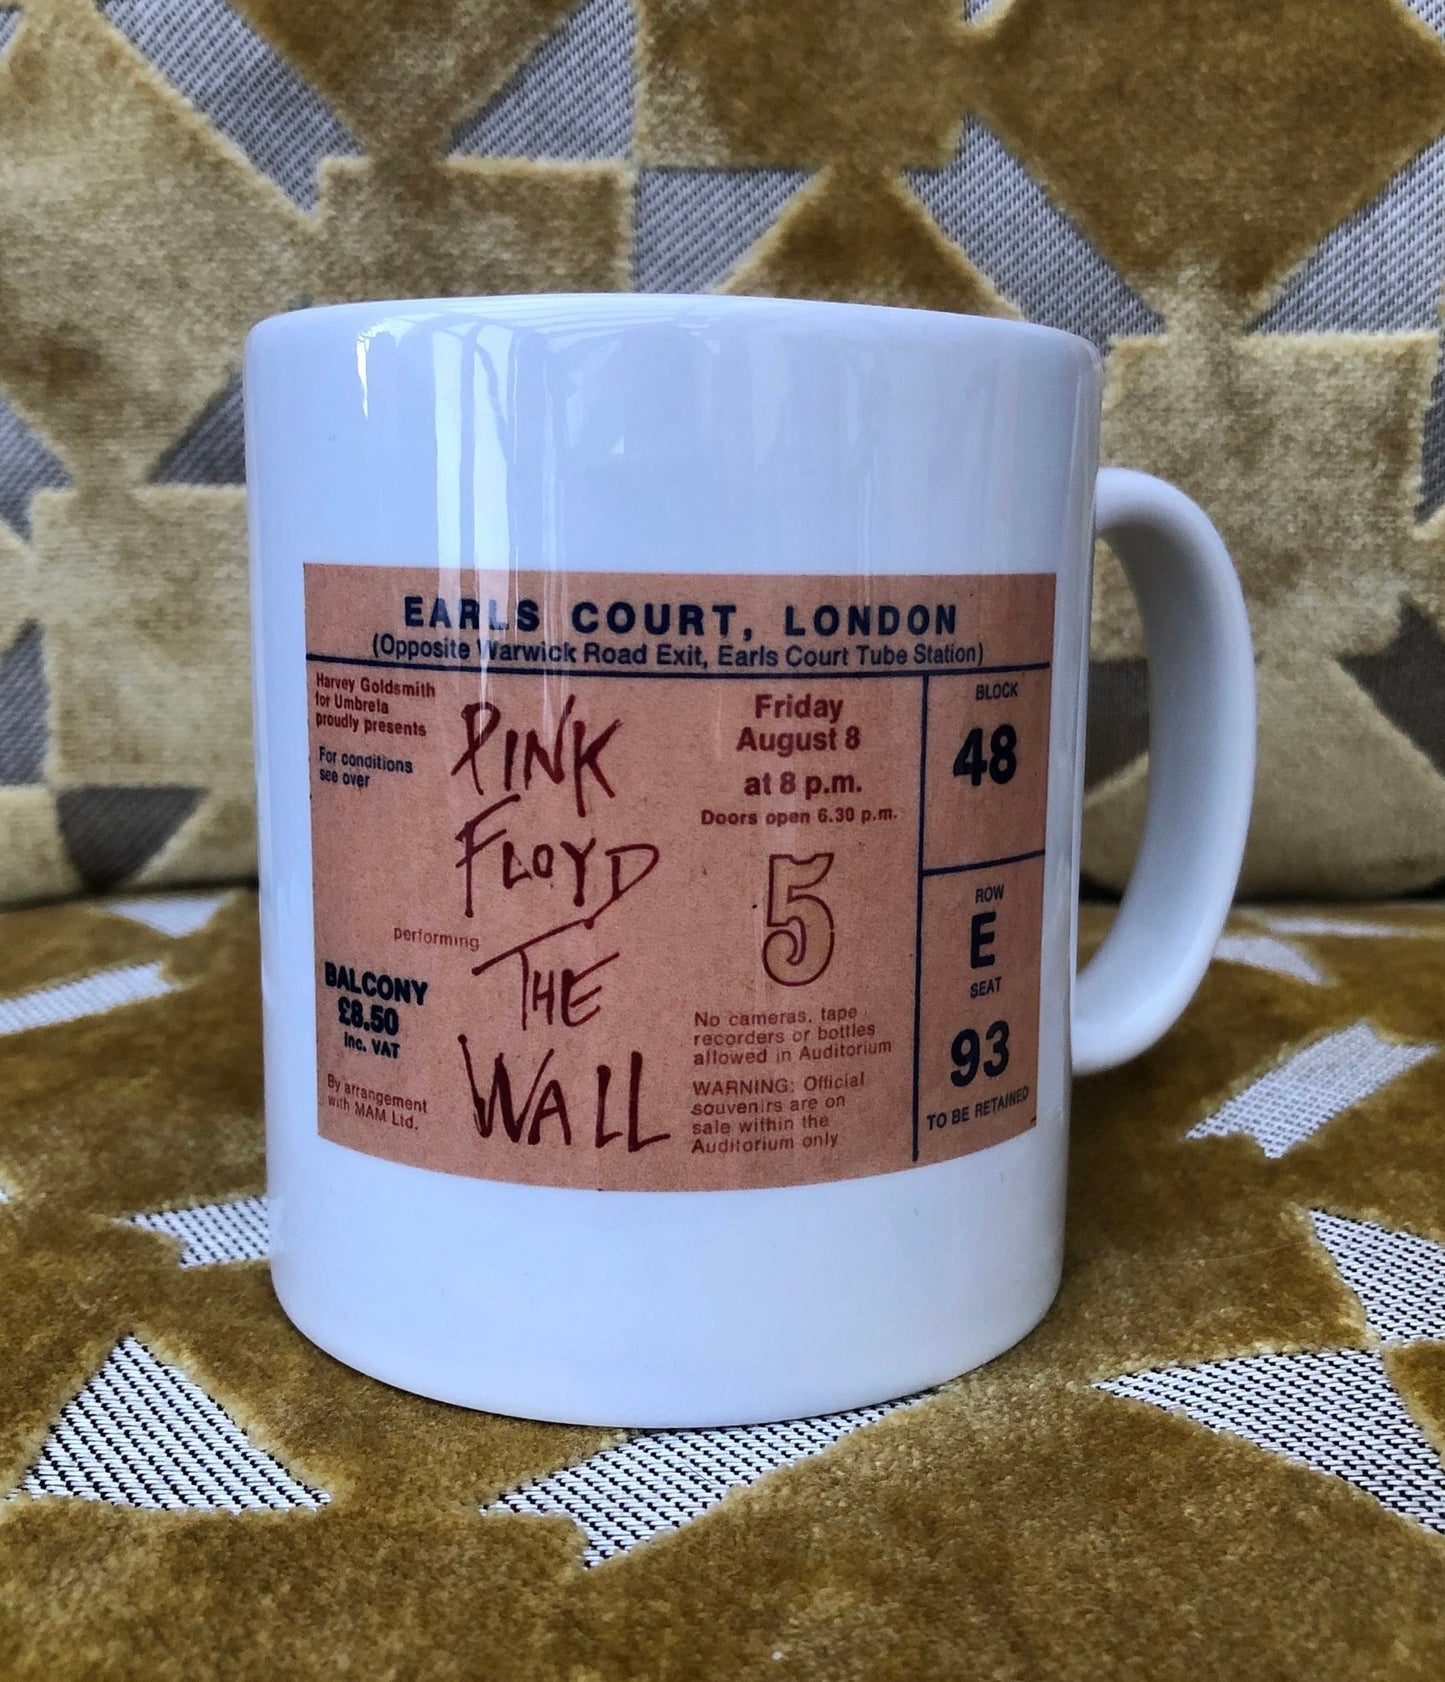 EARLS COURT, LONDON
(Opposite Warwick Road Exit, Earls Court Tube Station)
Harvey Goldsmith
for Umbrela
proudly presents
For conditions
see over
PINK
FLOYD
performing
THE
WALL
BALCONY
£8.50
inc. VAT
By arrangement
with MAM Ltd.
Friday
August 8
at 8 p.m.
Doors open 6.30 p.m.
5
No cameras, tape
recorders or bottles
allowed in Auditorium
WARNING: Official
souvenirs are on
sale within the
Auditorium only
BLOCK
48
ROW
E
SEAT
93
TO BE RETAINED